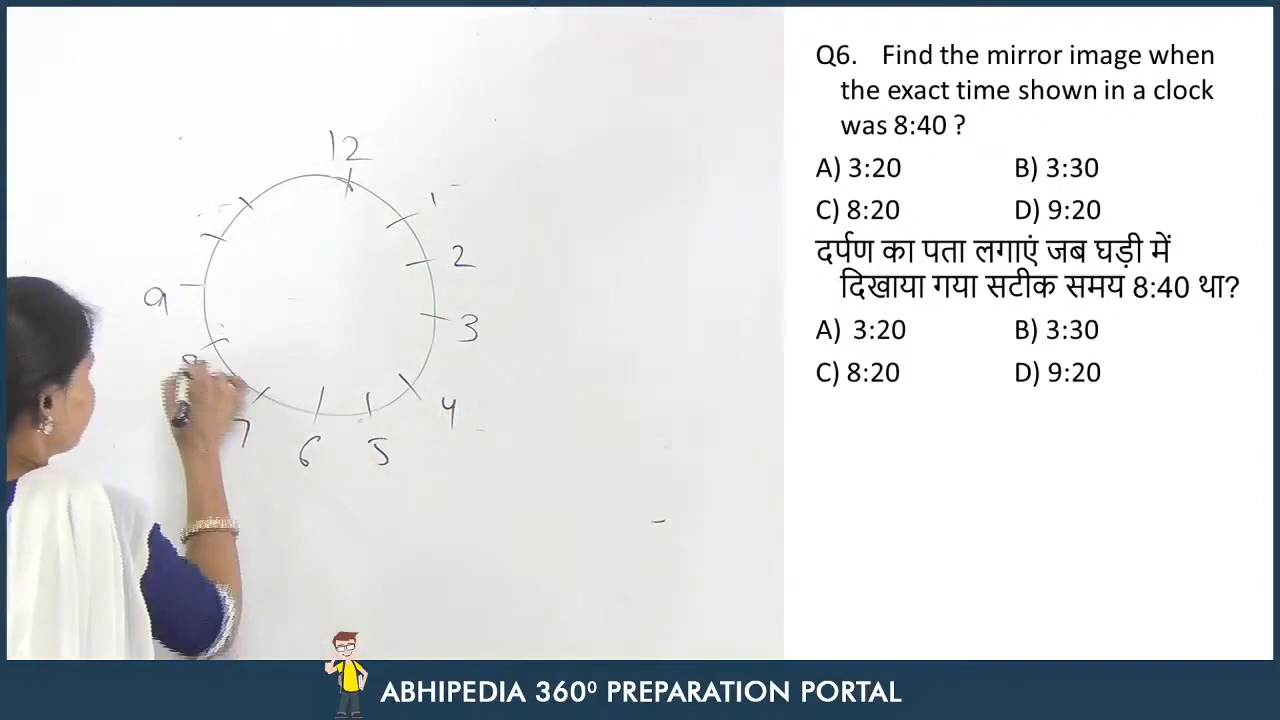 Q6. Find the mirror image when
the exact time shown in a clock
was 8:40 ?
A) 3:20 B) 3:30
C) 8:20 D) 9:20
दर्पण का पता लगाएं जब घड़ी में
दिखाया गया सटीक समय 8:40 था?
A) 3:20 B) 3:30
C) 8:20 D) 9:20
12
1
2
9
3
4
7
6
5
ABHIPEDIA 360⁰ PREPARATION PORTAL